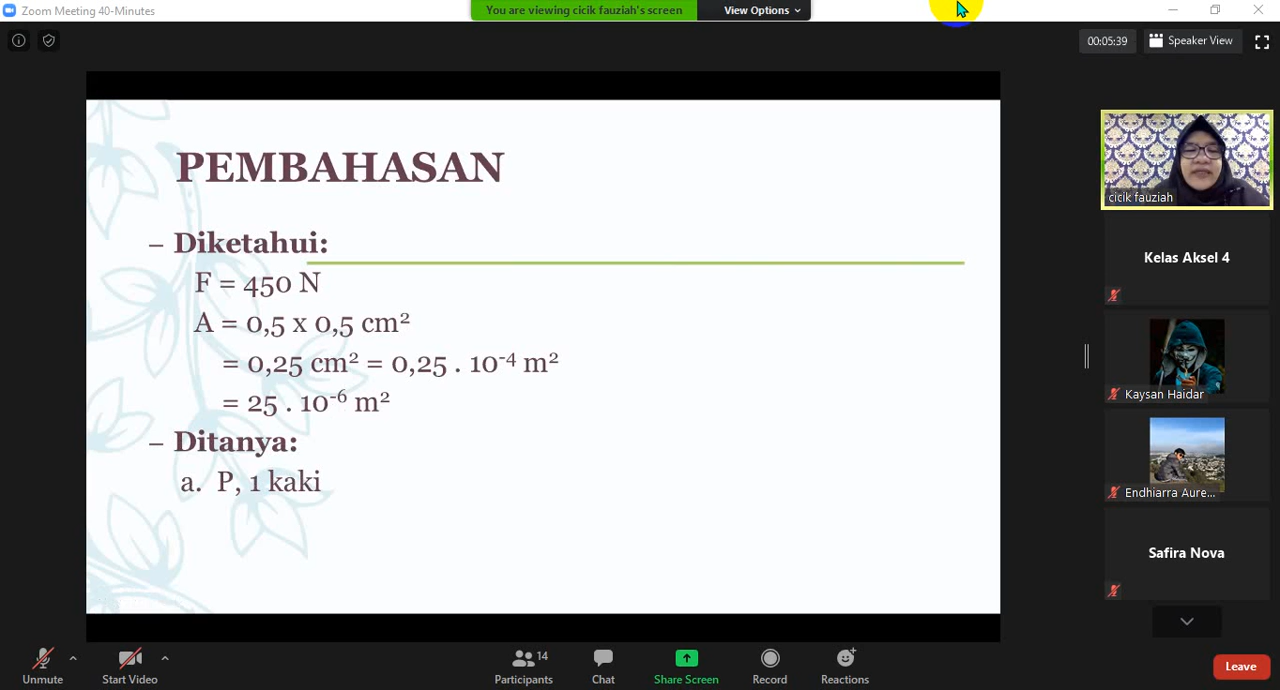 Zoom Meeting 40-Minutes
You are viewing cicik fauziah's screen
View Options
00:05:39
Speaker View
PEMBAHASAN
– Diketahui:
F = 450 N
A = 0,5 x 0,5 cm²
= 0,25 cm² = 0,25 . 10⁻⁴ m²
= 25 . 10⁻⁶ m²
– Ditanya:
a. P, 1 kaki
cicik fauziah
Kelas Aksel 4
Kaysan Haidar
Endhiarra Aure...
Safira Nova
Unmute
Start Video
14
Participants
Chat
Share Screen
Record
Reactions
Leave